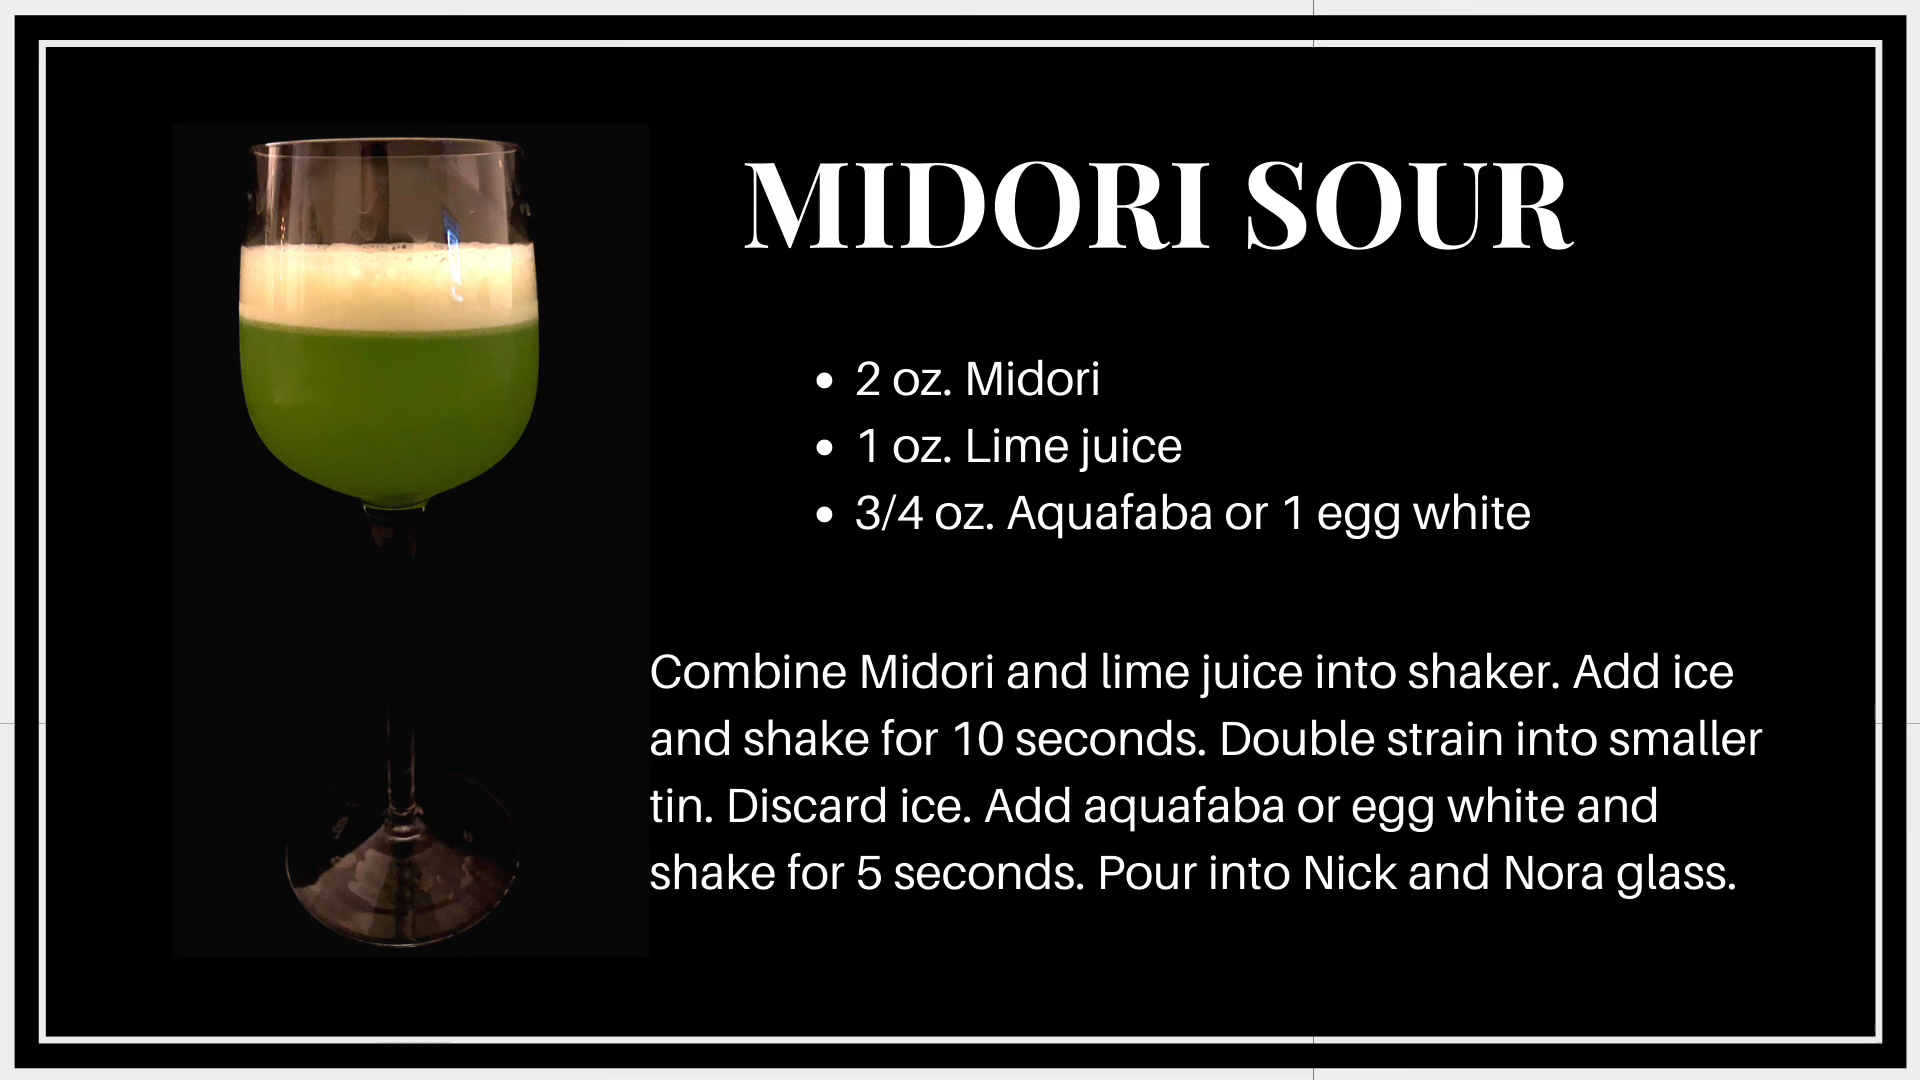 MIDORI SOUR
• 2 oz. Midori
• 1 oz. Lime juice
• 3/4 oz. Aquafaba or 1 egg white
Combine Midori and lime juice into shaker. Add ice
and shake for 10 seconds. Double strain into smaller
tin. Discard ice. Add aquafaba or egg white and
shake for 5 seconds. Pour into Nick and Nora glass.